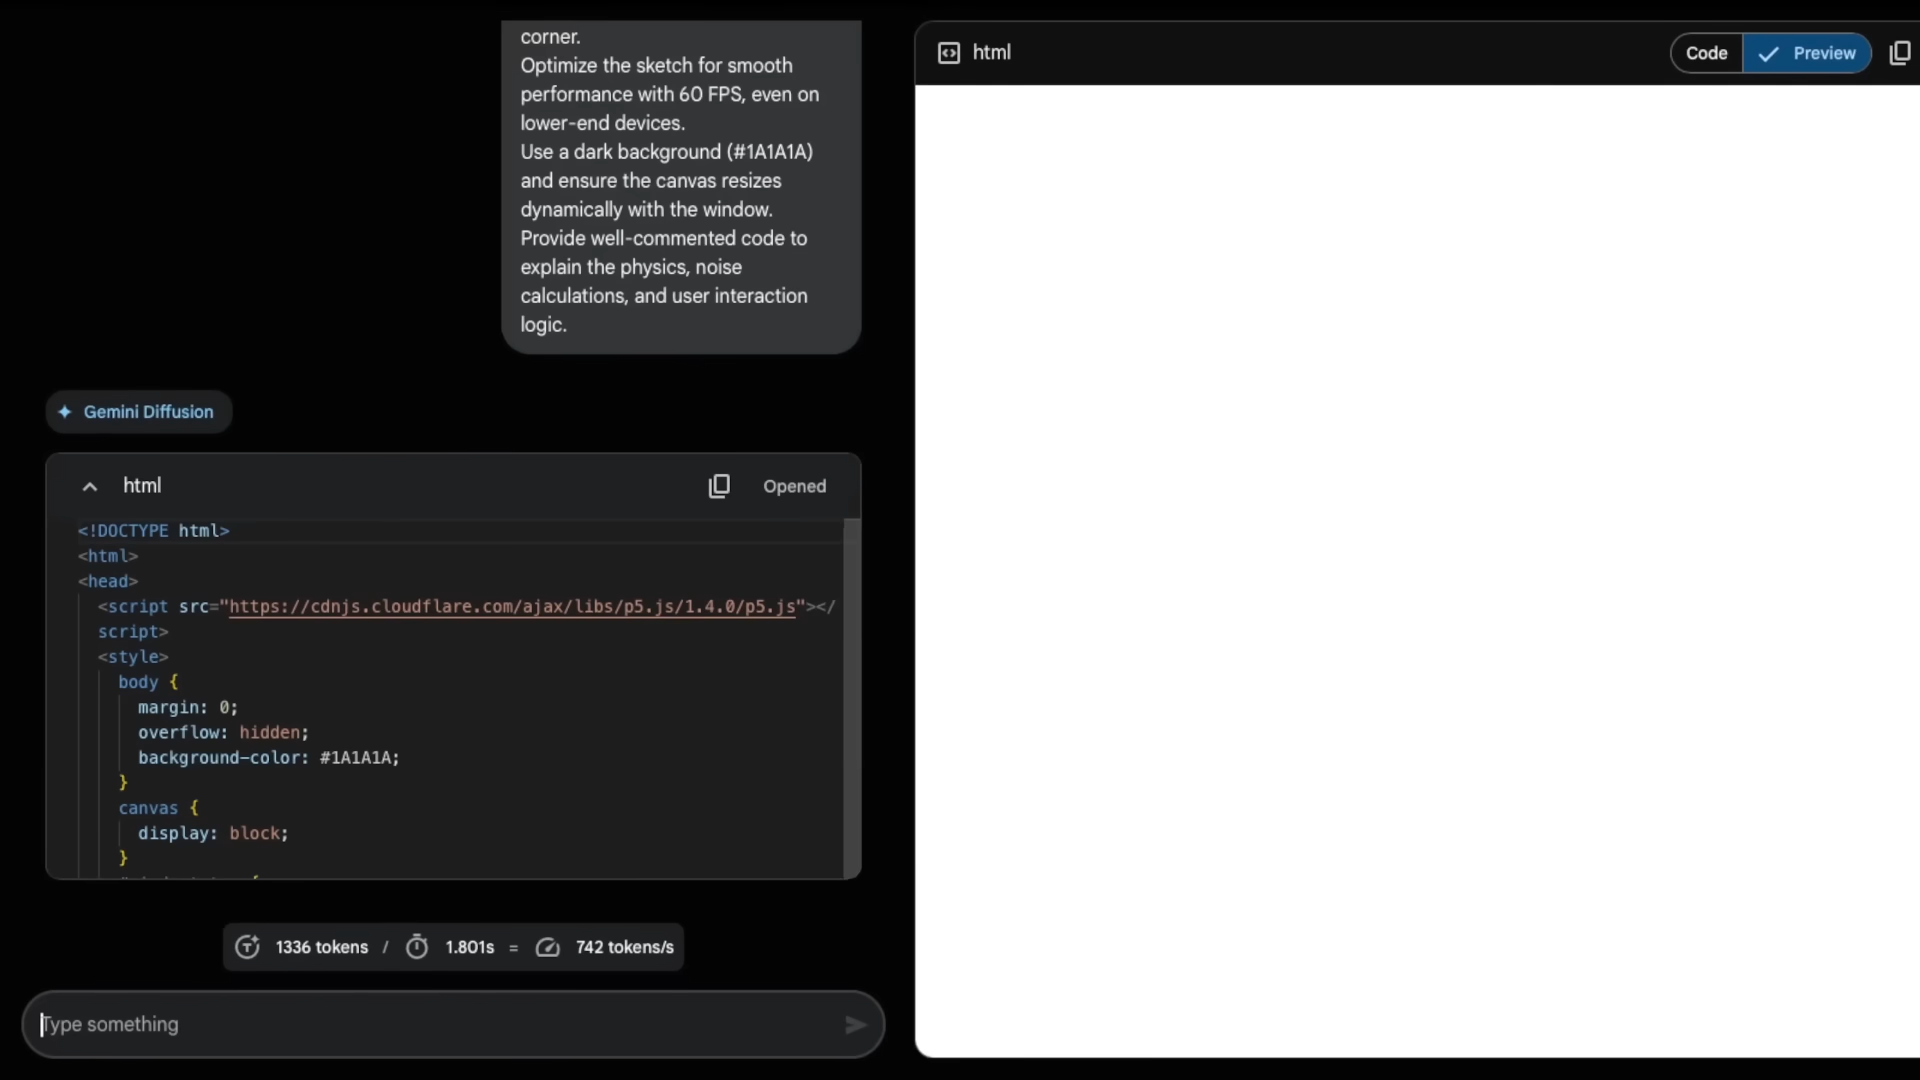 corner.
Optimize the sketch for smooth
performance with 60 FPS, even on
lower-end devices.
Use a dark background (#1A1A1A)
and ensure the canvas resizes
dynamically with the window.
Provide well-commented code to
explain the physics, noise
calculations, and user interaction
logic.
Gemini Diffusion
html
Opened
<!DOCTYPE html>
<html>
<head>
<script src="https://cdnjs.cloudflare.com/ajax/libs/p5.js/1.4.0/p5.js"></
script>
<style>
body {
margin: 0;
overflow: hidden;
background-color: #1A1A1A;
}
canvas {
display: block;
}
1336 tokens / 1.801s = 742 tokens/s
Type something
html
Code
Preview